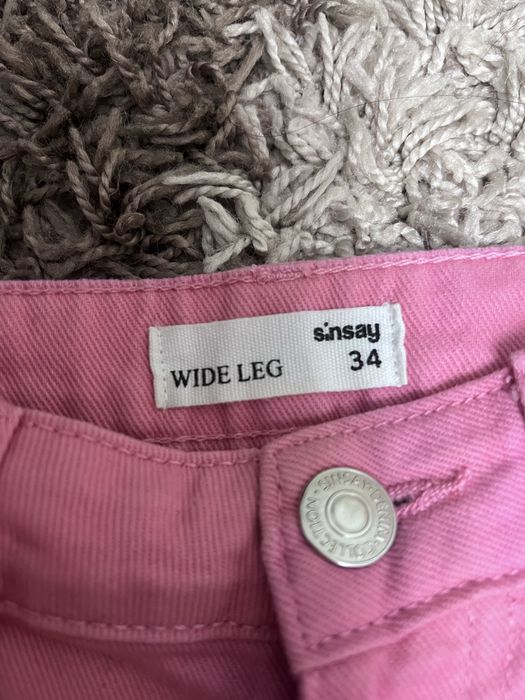 sinsay
WIDE LEG 34
SINSAY DENIM COLLECTION